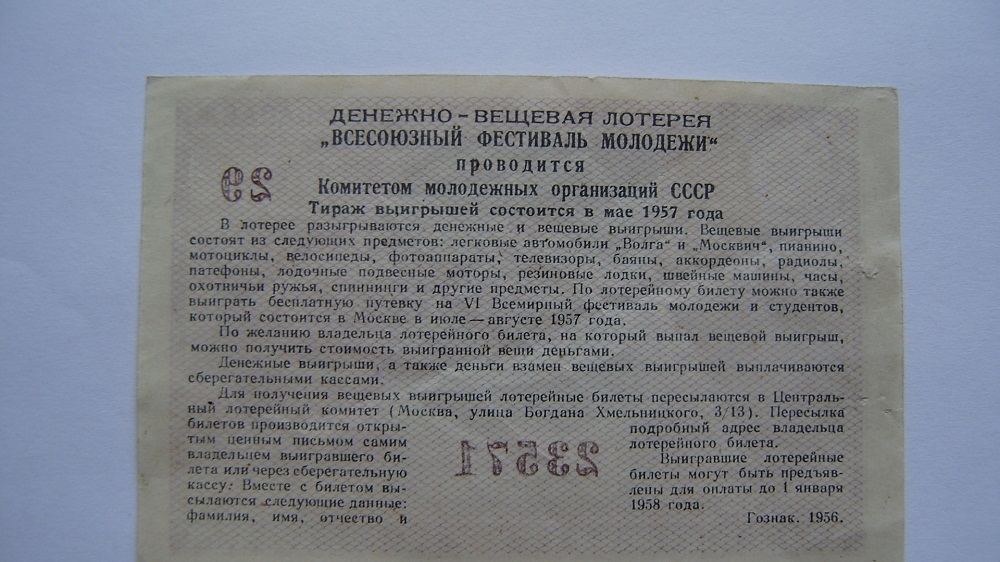 ДЕНЕЖНО-ВЕЩЕВАЯ ЛОТЕРЕЯ
„ВСЕСОЮЗНЫЙ ФЕСТИВАЛЬ МОЛОДЕЖИ“
проводится
29
Комитетом молодежных организаций СССР
Тираж выигрышей состоится в мае 1957 года
В лотерее разыгрываются денежные и вещевые выигрыши. Вещевые выигрыши
состоят из следующих предметов: легковые автомобили „Волга“ и „Москвич“, пианино,
мотоциклы, велосипеды, фотоаппараты, телевизоры, баяны, аккордеоны, радиолы,
патефоны, лодочные подвесные моторы, резиновые лодки, швейные машины, часы,
охотничьи ружья, спиннинги и другие предметы. По лотерейному билету можно также
выиграть бесплатную путевку на VI Всемирный фестиваль молодежи и студентов,
который состоится в Москве в июле—августе 1957 года.
По желанию владельца лотерейного билета, на который выпал вещевой выигрыш,
можно получить стоимость выигранной вещи деньгами.
Денежные выигрыши, а также деньги взамен вещевых выигрышей выплачиваются
сберегательными кассами.
Для получения вещевых выигрышей лотерейные билеты пересылаются в Централь-
ный лотерейный комитет (Москва, улица Богдана Хмельницкого, 3/13). Пересылка
билетов производится откры-
тым ценным письмом самим
владельцем выигравшего би-
лета или через сберегательную
кассу. Вместе с билетом вы-
сылаются следующие данные:
фамилия, имя, отчество и
23571
подробный адрес владельца
лотерейного билета.
Выигравшие лотерейные
билеты могут быть предъяв-
лены для оплаты до 1 января
1958 года.
Гознак. 1956.